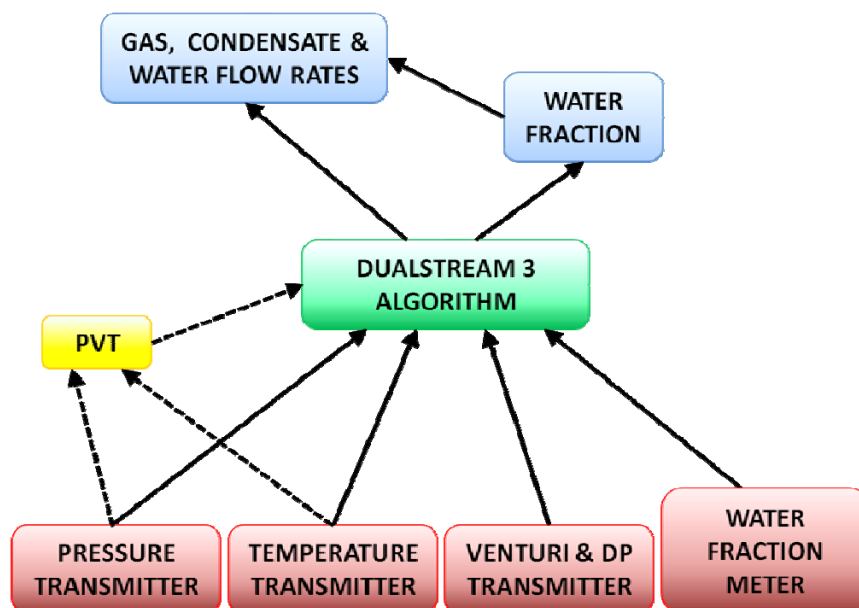 GAS, CONDENSATE &
WATER FLOW RATES
WATER
FRACTION
DUALSTREAM 3
ALGORITHM
PVT
PRESSURE
TRANSMITTER
TEMPERATURE
TRANSMITTER
VENTURI & DP
TRANSMITTER
WATER
FRACTION
METER